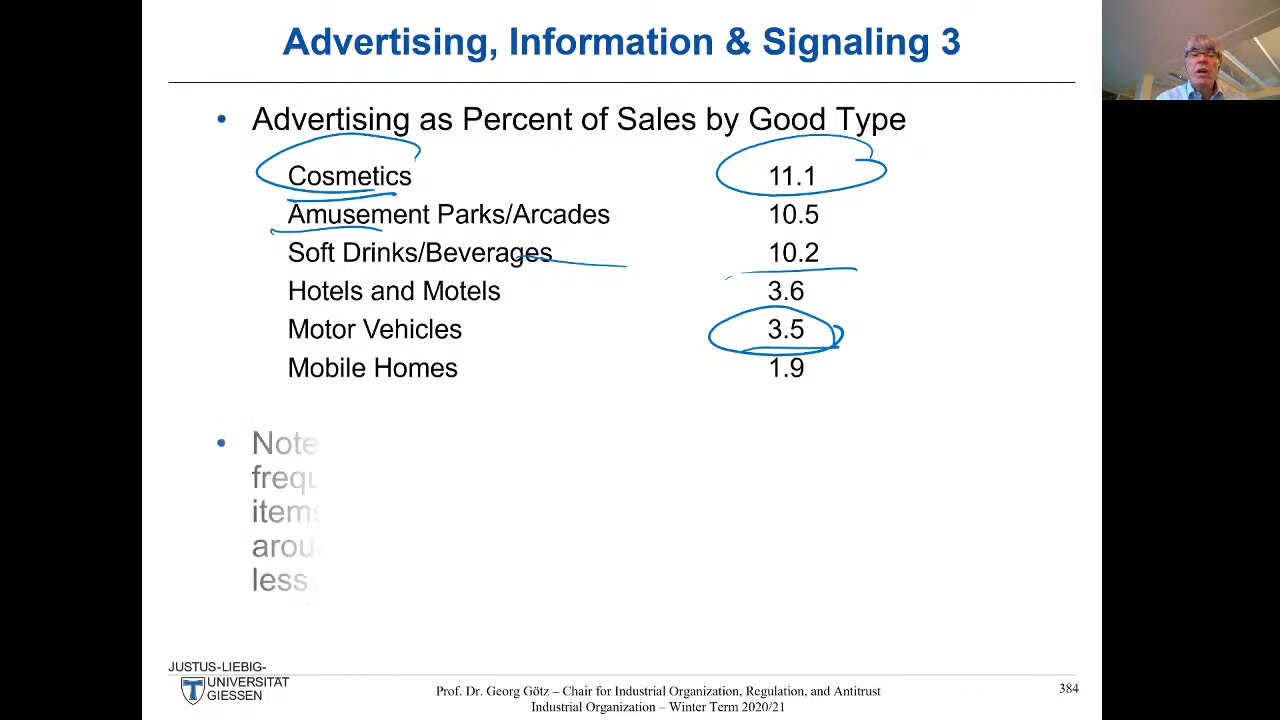 Advertising, Information & Signaling 3
• Advertising as Percent of Sales by Good Type
Cosmetics 11.1
Amusement Parks/Arcades 10.5
Soft Drinks/Beverages 10.2
Hotels and Motels 3.6
Motor Vehicles 3.5
Mobile Homes 1.9
• Note
less
JUSTUS-LIEBIG-
UNIVERSITÄT
GIESSEN
Prof. Dr. Georg Götz – Chair for Industrial Organization, Regulation, and Antitrust
Industrial Organization – Winter Term 2020/21
384